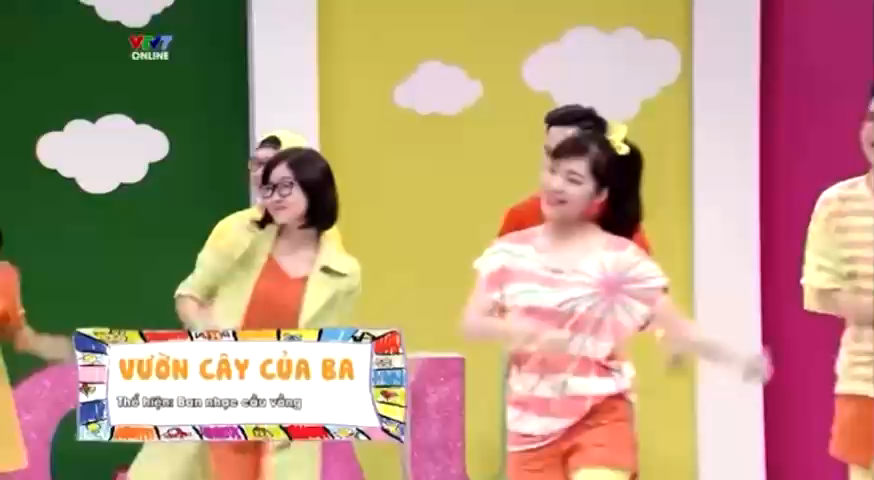 VTV7
ONLINE
VƯỜN CÂY CỦA BA
Thể hiện: Ban nhạc cầu vồng